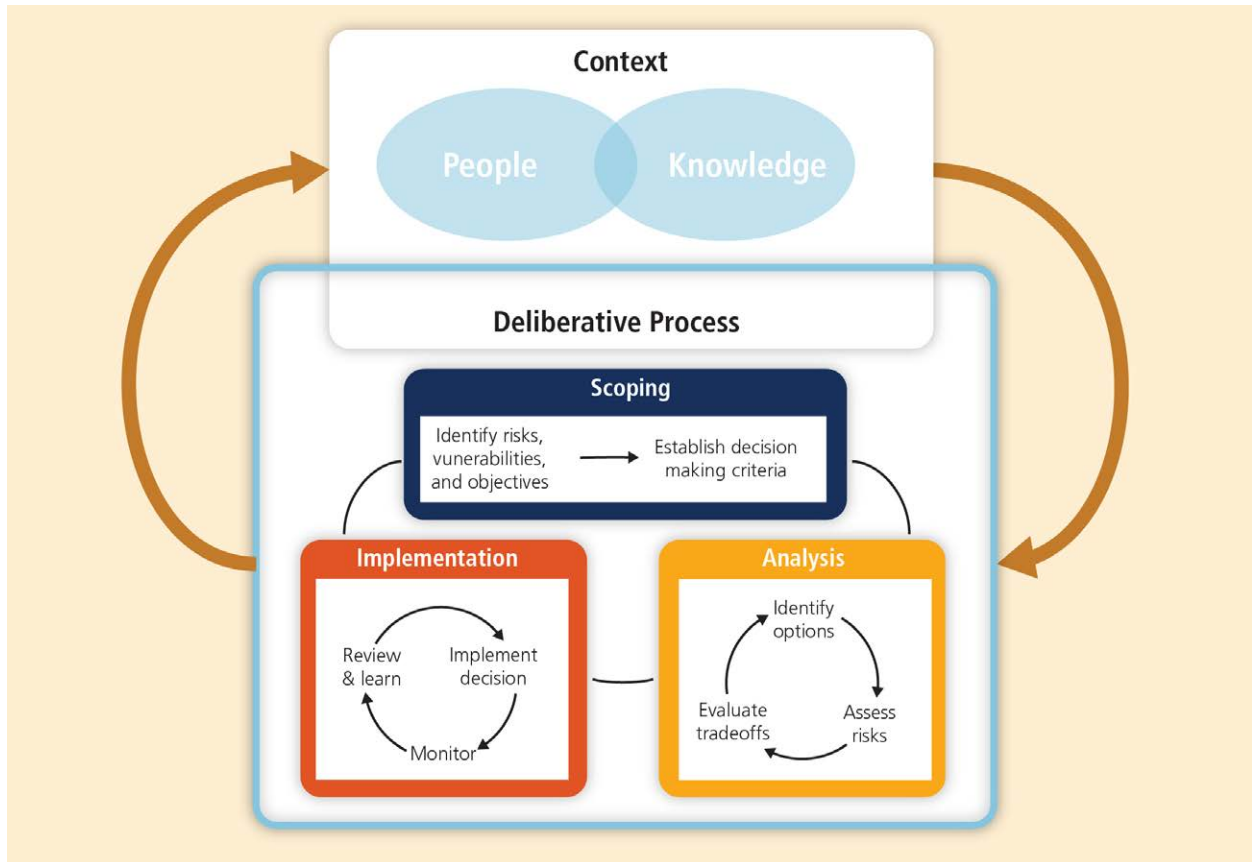 Context
People
Knowledge
Deliberative Process
Scoping
Identify risks,
vunerabilities,
and objectives
Establish decision
making criteria
Implementation
Review
& learn
Implement
decision
Monitor
Analysis
Identify
options
Evaluate
tradeoffs
Assess
risks